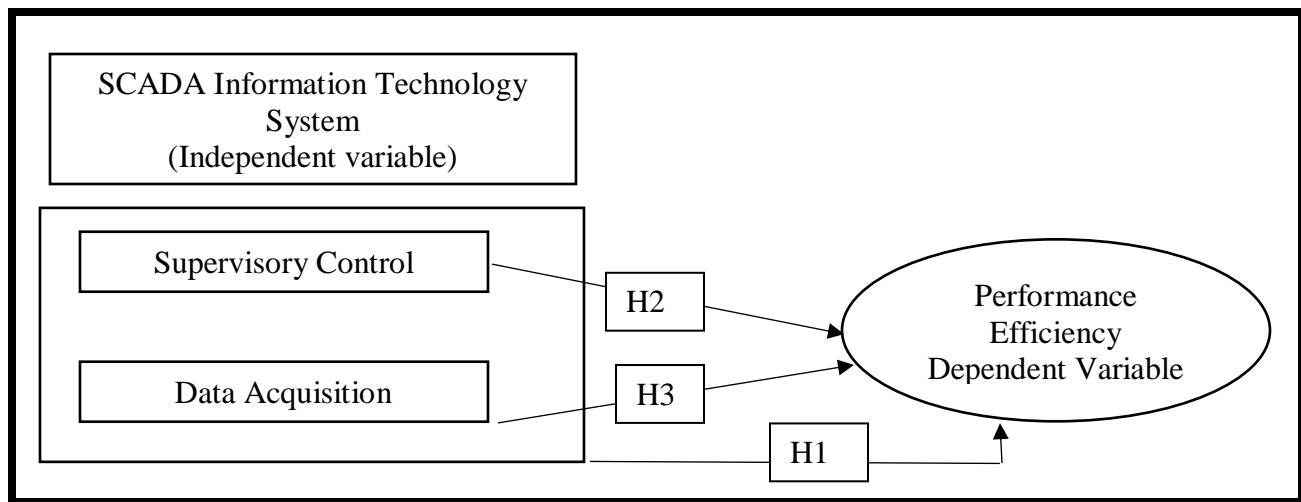 SCADA Information Technology
System
(Independent variable)
Supervisory Control
H2
Performance
Efficiency
Dependent Variable
Data Acquisition
H3
H1